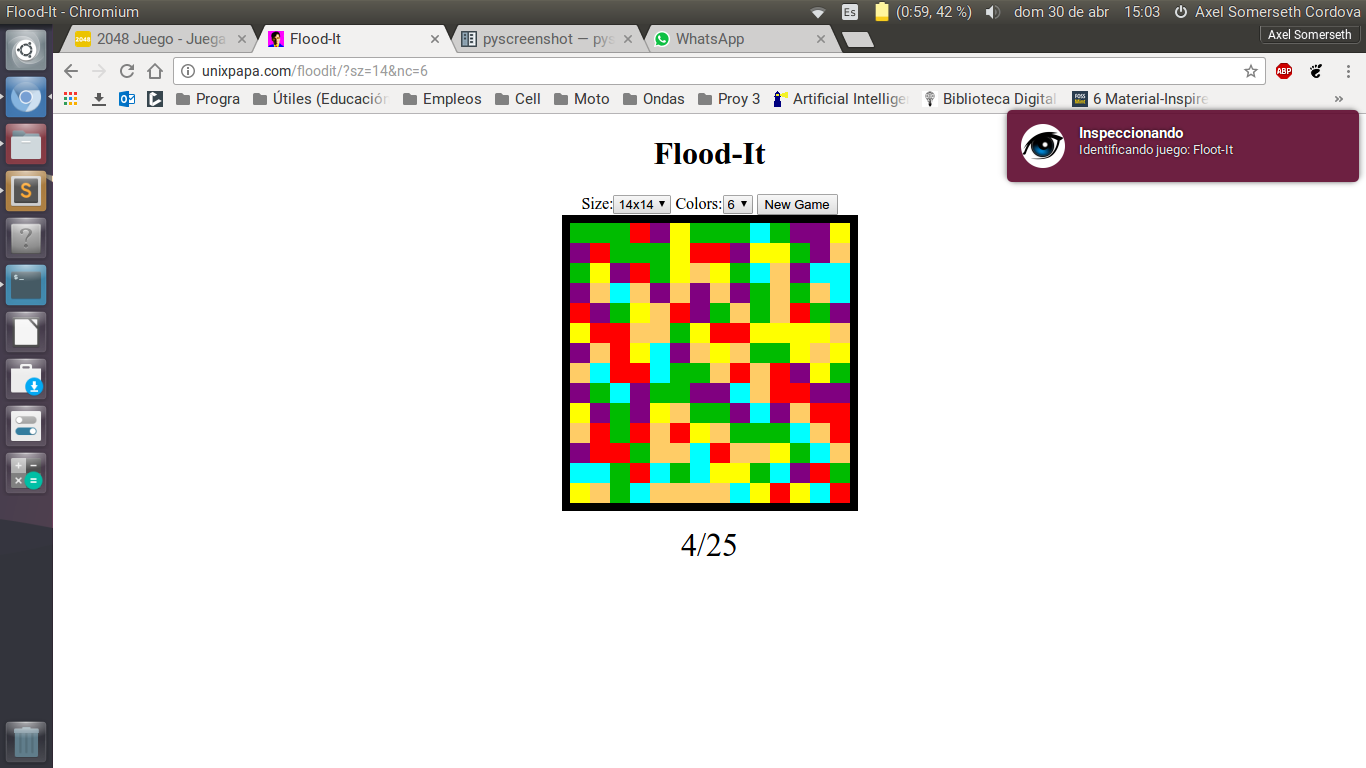 Flood-It - Chromium
Es (0:59, 42 %) dom 30 de abr 15:03 Axel Somerseth Cordova
2048 2048 Juego - Juega Flood-It pyscreenshot — pys WhatsApp Axel Somerseth
unixpapa.com/floodit/?sz=14&nc=6 ABP
Progra Útiles (Educación Empleos Cell Moto Ondas Proy 3 Artificial Intellige Biblioteca Digital 6 Material-Inspire »
Inspeccionando
Identificando juego: Floot-It
Flood-It
Size: 14x14 Colors: 6 New Game
4/25